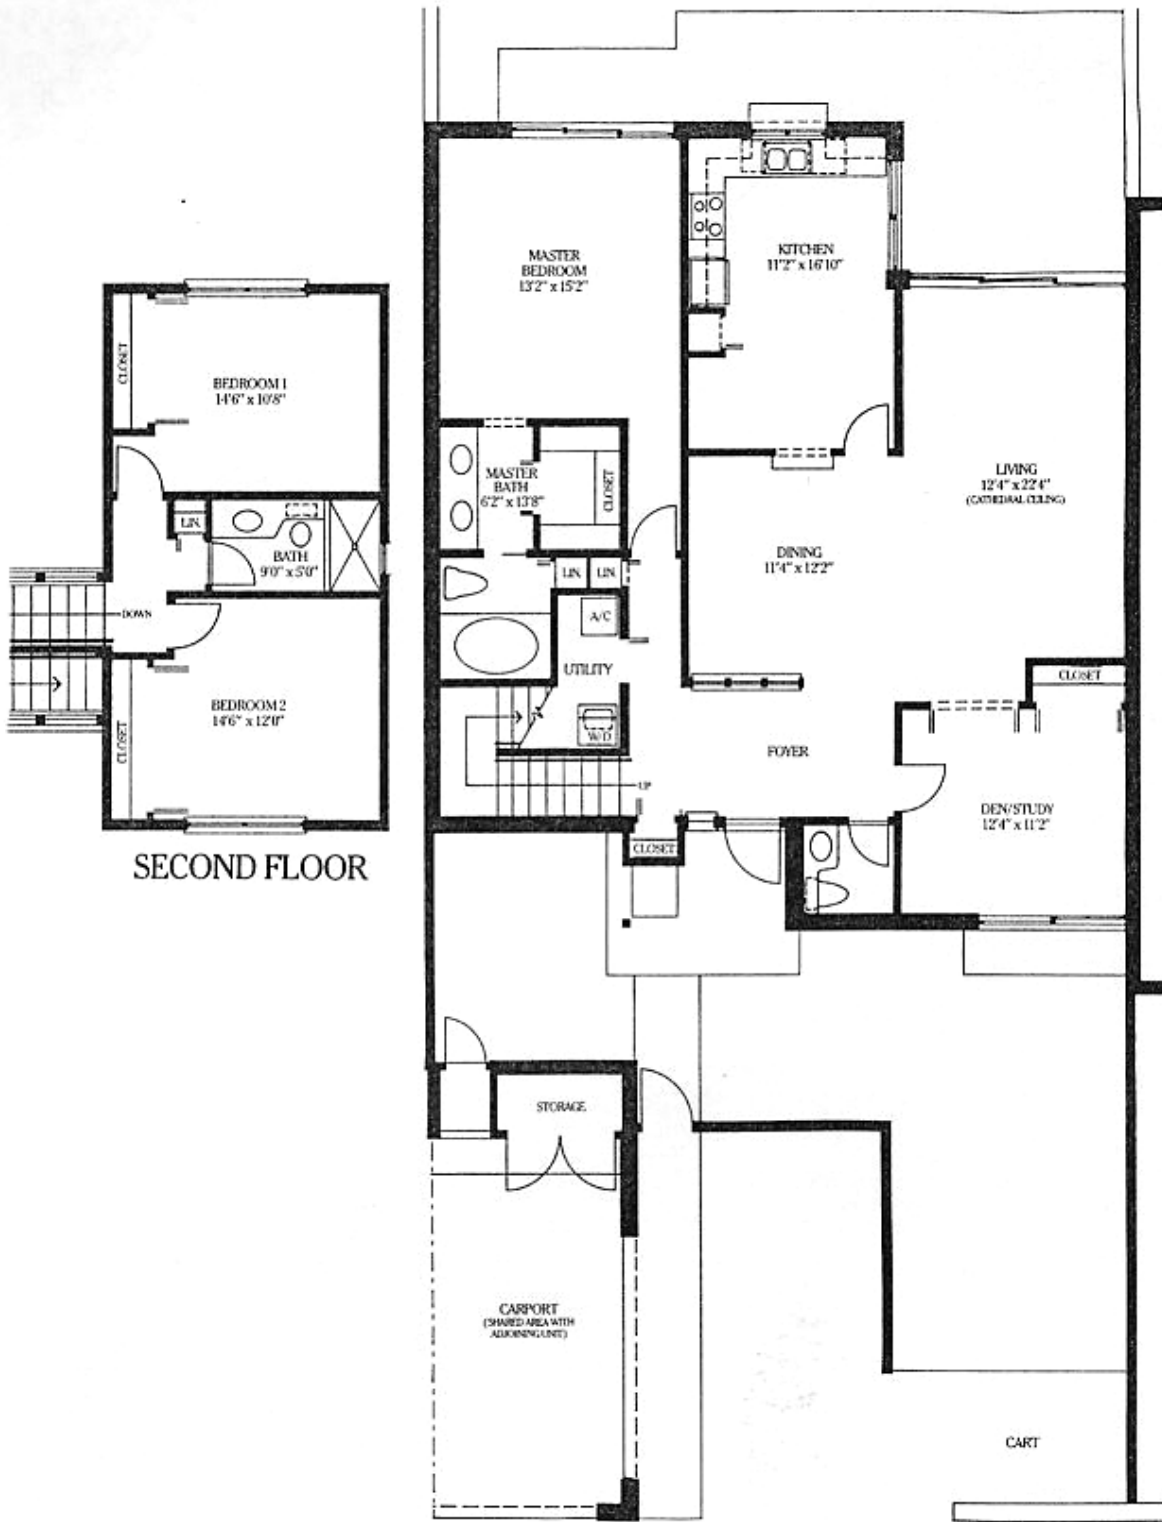 MASTER
BEDROOM
13'2" x 15'2"
KITCHEN
11'2" x 16'10"
CLOSET
BEDROOM 1
14'6" x 10'8"
LIN.
BATH
9'0" x 5'0"
DOWN
BEDROOM 2
14'6" x 12'0"
CLOSET
SECOND FLOOR
MASTER
BATH
6'2" x 13'8"
CLOSET
LIVING
12'4" x 22'4"
(CATHEDRAL CEILING)
DINING
11'4" x 12'2"
LIN.
LIN.
A/C
UTILITY
W/D
UP
CLOSET
FOYER
DEN/STUDY
12'4" x 11'2"
CLOSET
STORAGE
CARPORT
(SHARED AREA WITH
ADJOINING UNIT)
CART